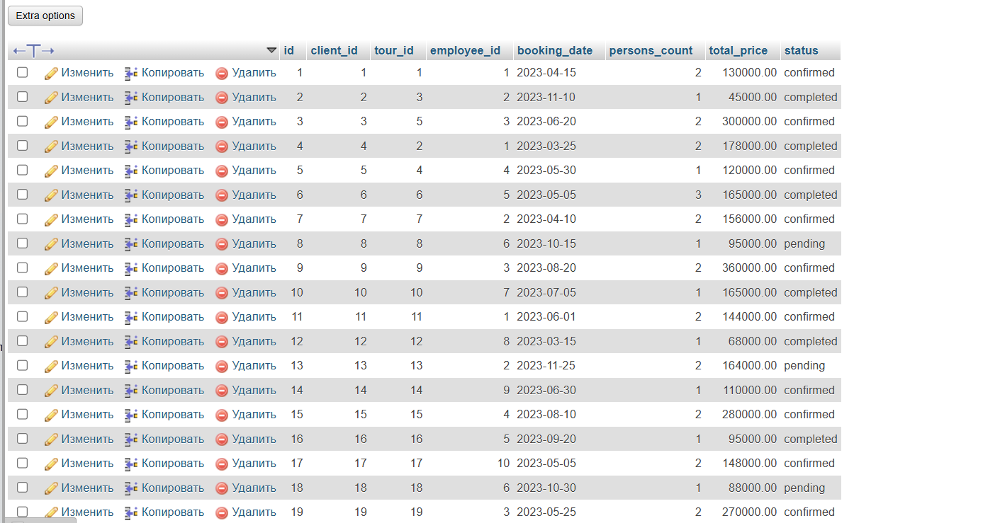 Extra options
id client_id tour_id employee_id booking_date persons_count total_price status
Изменить Копировать Удалить 1 1 1 1 2023-04-15 2 130000.00 confirmed
Изменить Копировать Удалить 2 2 3 2 2023-11-10 1 45000.00 completed
Изменить Копировать Удалить 3 3 5 3 2023-06-20 2 300000.00 confirmed
Изменить Копировать Удалить 4 4 2 1 2023-03-25 2 178000.00 completed
Изменить Копировать Удалить 5 5 4 4 2023-05-30 1 120000.00 confirmed
Изменить Копировать Удалить 6 6 6 5 2023-05-05 3 165000.00 completed
Изменить Копировать Удалить 7 7 7 2 2023-04-10 2 156000.00 confirmed
Изменить Копировать Удалить 8 8 8 6 2023-10-15 1 95000.00 pending
Изменить Копировать Удалить 9 9 9 3 2023-08-20 2 360000.00 confirmed
Изменить Копировать Удалить 10 10 10 7 2023-07-05 1 165000.00 completed
Изменить Копировать Удалить 11 11 11 1 2023-06-01 2 144000.00 confirmed
Изменить Копировать Удалить 12 12 12 8 2023-03-15 1 68000.00 completed
Изменить Копировать Удалить 13 13 13 2 2023-11-25 2 164000.00 pending
Изменить Копировать Удалить 14 14 14 9 2023-06-30 1 110000.00 confirmed
Изменить Копировать Удалить 15 15 15 4 2023-08-10 2 280000.00 confirmed
Изменить Копировать Удалить 16 16 16 5 2023-09-20 1 95000.00 completed
Изменить Копировать Удалить 17 17 17 10 2023-05-05 2 148000.00 confirmed
Изменить Копировать Удалить 18 18 18 6 2023-10-30 1 88000.00 pending
Изменить Копировать Удалить 19 19 19 3 2023-05-25 2 270000.00 confirmed